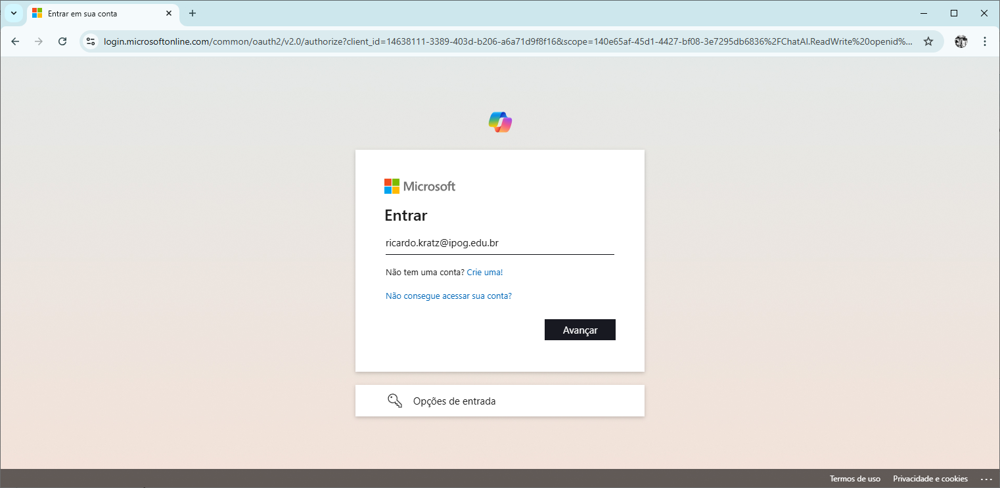 Entrar em sua conta
login.microsoftonline.com/common/oauth2/v2.0/authorize?client_id=14638111-3389-403d-b206-a6a71d9f8f16&scope=140e65af-45d1-4427-bf08-3e7295db6836%2FChatAI.ReadWrite%20openid%...
Microsoft
Entrar
ricardo.kratz@ipog.edu.br
Não tem uma conta? Crie uma!
Não consegue acessar sua conta?
Avançar
Opções de entrada
Termos de uso Privacidade e cookies ...